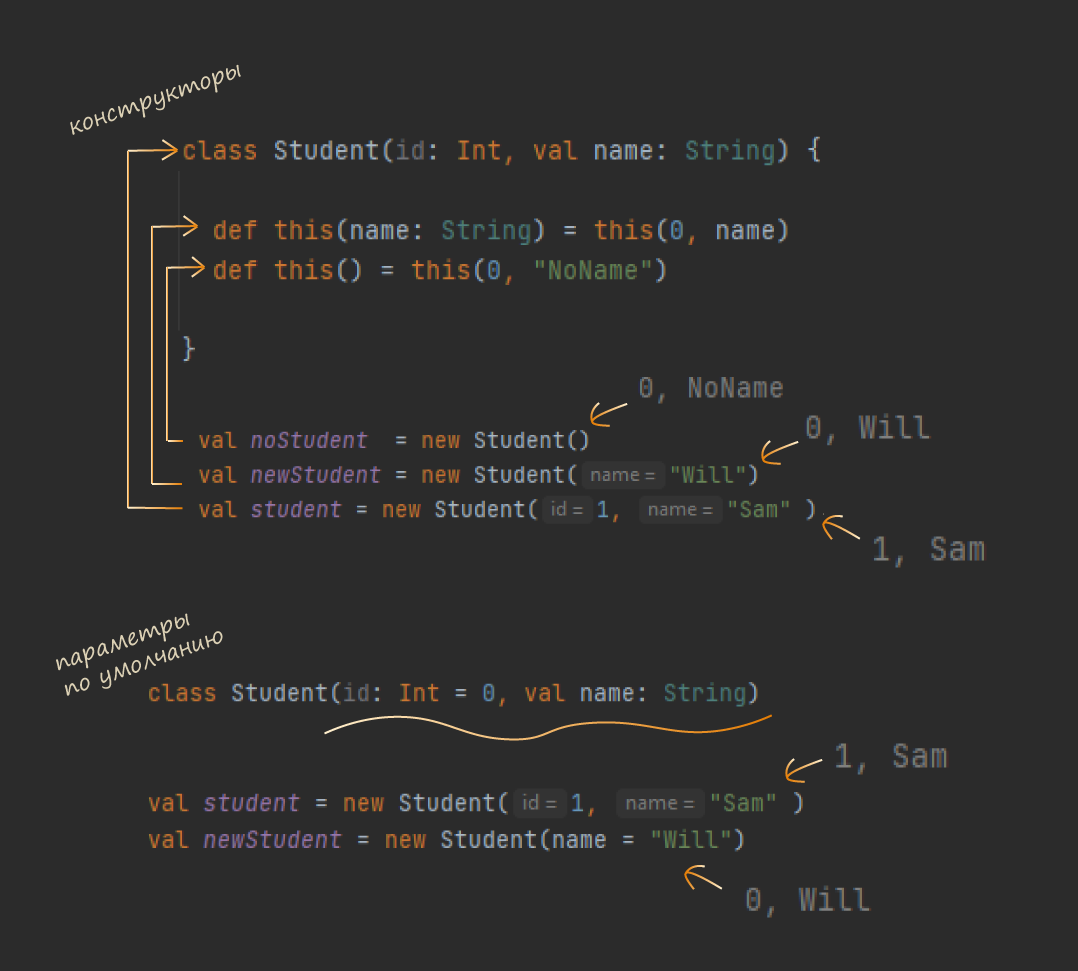 конструкторы
class Student(id: Int, val name: String) {
def this(name: String) = this(0, name)
def this() = this(0, "NoName")
}
0, NoName
val noStudent = new Student()
0, Will
val newStudent = new Student( name = "Will")
val student = new Student( id = 1, name = "Sam" )
1, Sam
параметры
по умолчанию
class Student(id: Int = 0, val name: String)
1, Sam
val student = new Student( id = 1, name = "Sam" )
val newStudent = new Student(name = "Will")
0, Will